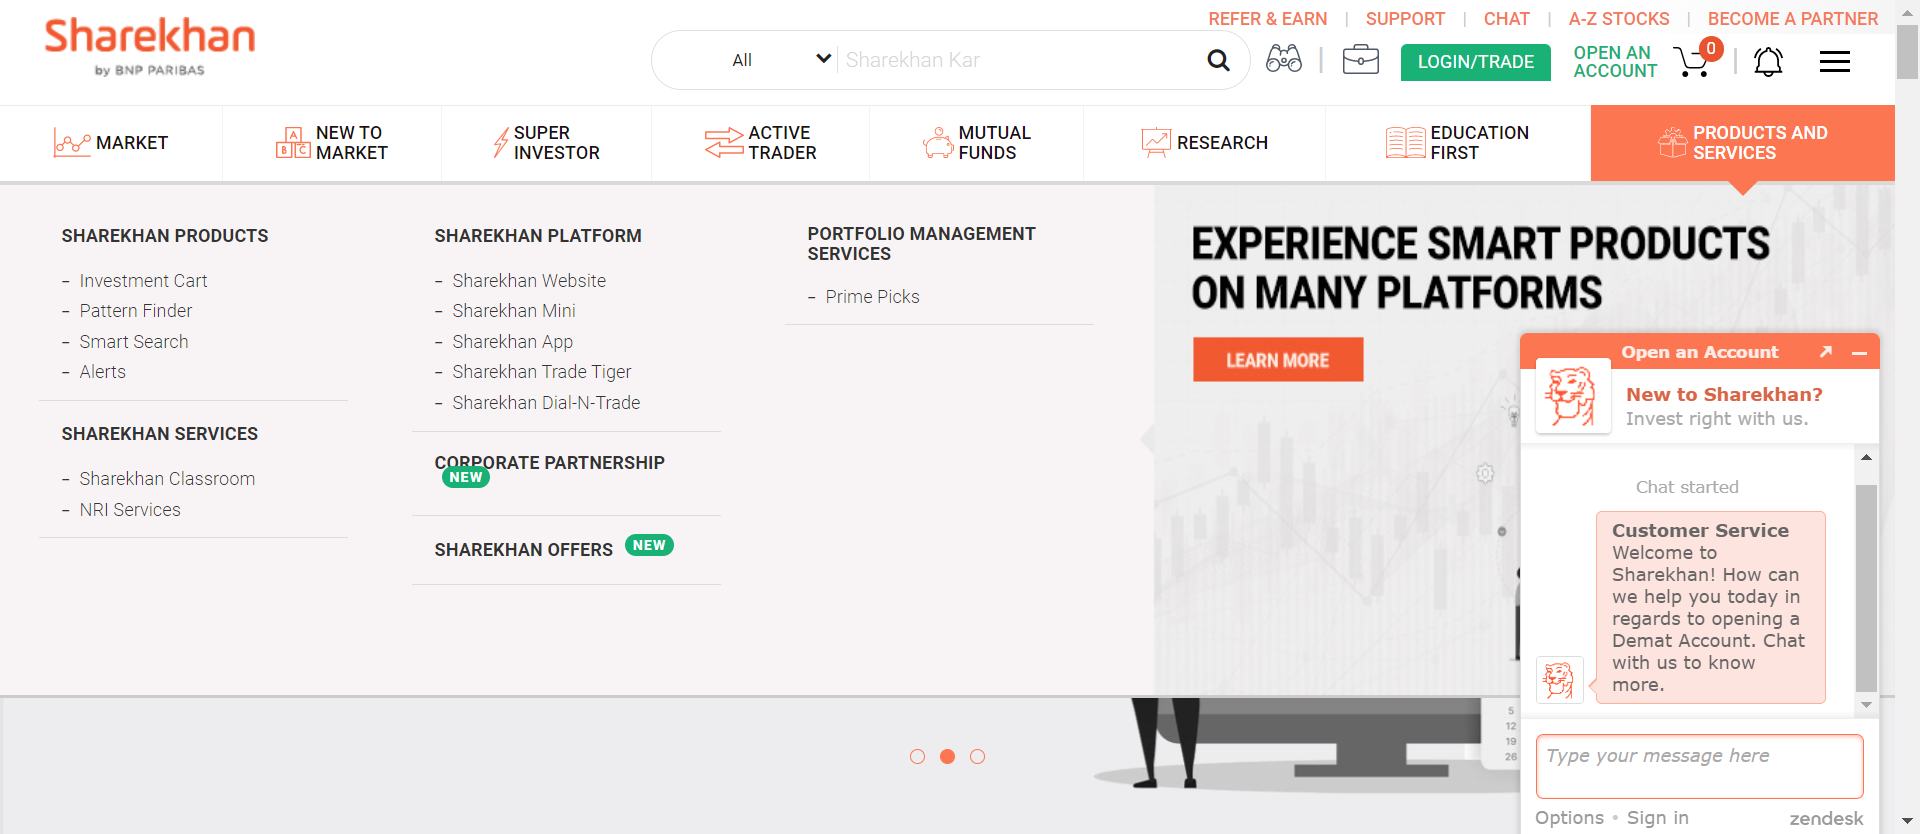 REFER & EARN | SUPPORT | CHAT | A-Z STOCKS | BECOME A PARTNER
Sharekhan
by BNP PARIBAS
All
Sharekhan Kar
LOGIN/TRADE
OPEN AN
ACCOUNT
0
MARKET
NEW TO
MARKET
SUPER
INVESTOR
ACTIVE
TRADER
MUTUAL
FUNDS
RESEARCH
EDUCATION
FIRST
PRODUCTS AND
SERVICES
SHAREKHAN PRODUCTS
– Investment Cart
– Pattern Finder
– Smart Search
– Alerts
SHAREKHAN SERVICES
– Sharekhan Classroom
– NRI Services
SHAREKHAN PLATFORM
– Sharekhan Website
– Sharekhan Mini
– Sharekhan App
– Sharekhan Trade Tiger
– Sharekhan Dial-N-Trade
CORPORATE PARTNERSHIP
NEW
SHAREKHAN OFFERS NEW
PORTFOLIO MANAGEMENT
SERVICES
– Prime Picks
EXPERIENCE SMART PRODUCTS
ON MANY PLATFORMS
LEARN MORE
5
12
19
26
Open an Account
New to Sharekhan?
Invest right with us.
Chat started
Customer Service
Welcome to
Sharekhan! How can
we help you today in
regards to opening a
Demat Account. Chat
with us to know
more.
Type your message here
Options • Sign in
zendesk